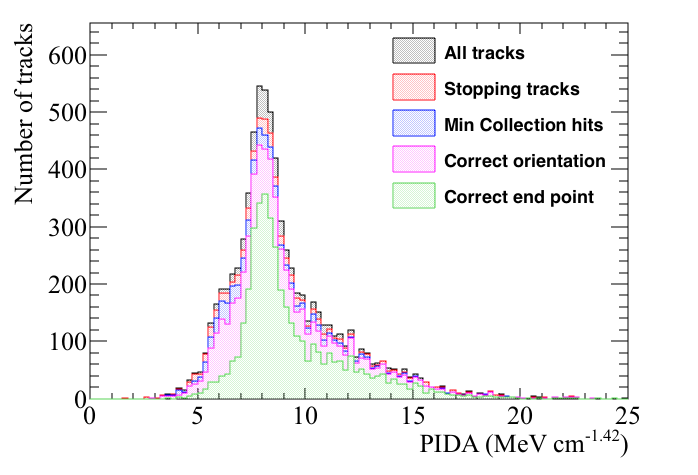 Number of tracks
600
500
400
300
200
100
0
All tracks
Stopping tracks
Min Collection hits
Correct orientation
Correct end point
0 5 10 15 20 25
PIDA (MeV cm^-1.42)